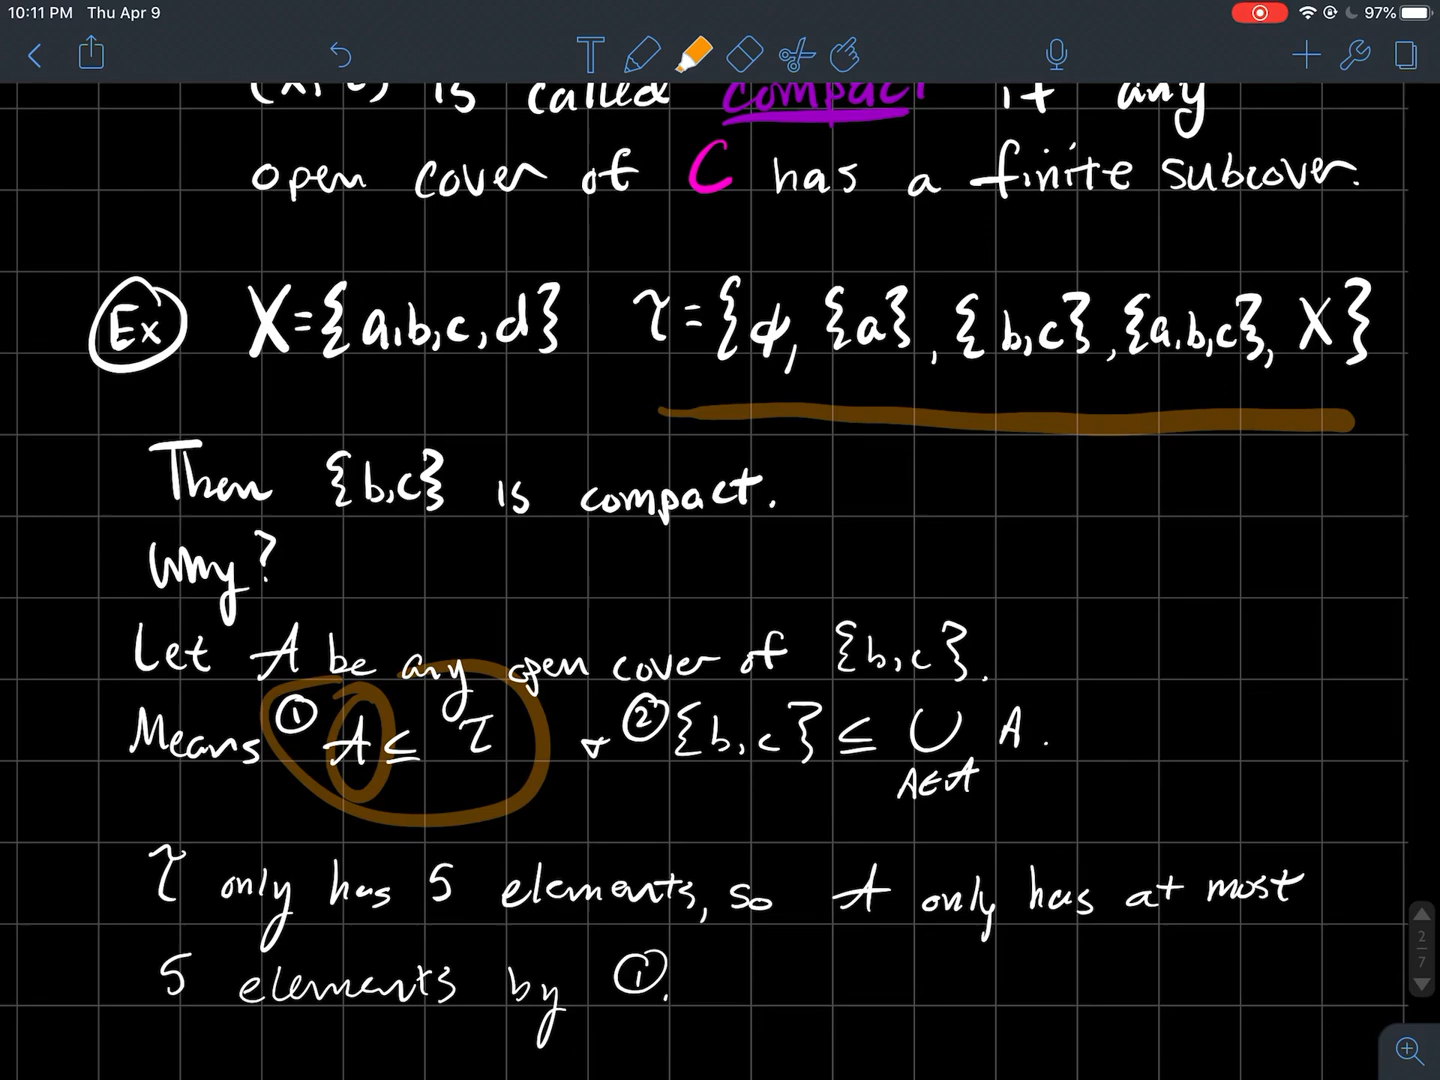 10:11 PM Thu Apr 9
97%
(X, τ) is called compact if any
open cover of C has a finite subcover.
Ex X={a,b,c,d} τ={ϕ, {a}, {b,c}, {a,b,c}, X}
Then {b,c} is compact.
Why?
Let A be any open cover of {b,c}.
Means ① A ⊆ τ & ② {b,c} ⊆ ∪ A.
A∈A
τ only has 5 elements, so A only has at most
5 elements by ①.
2
7